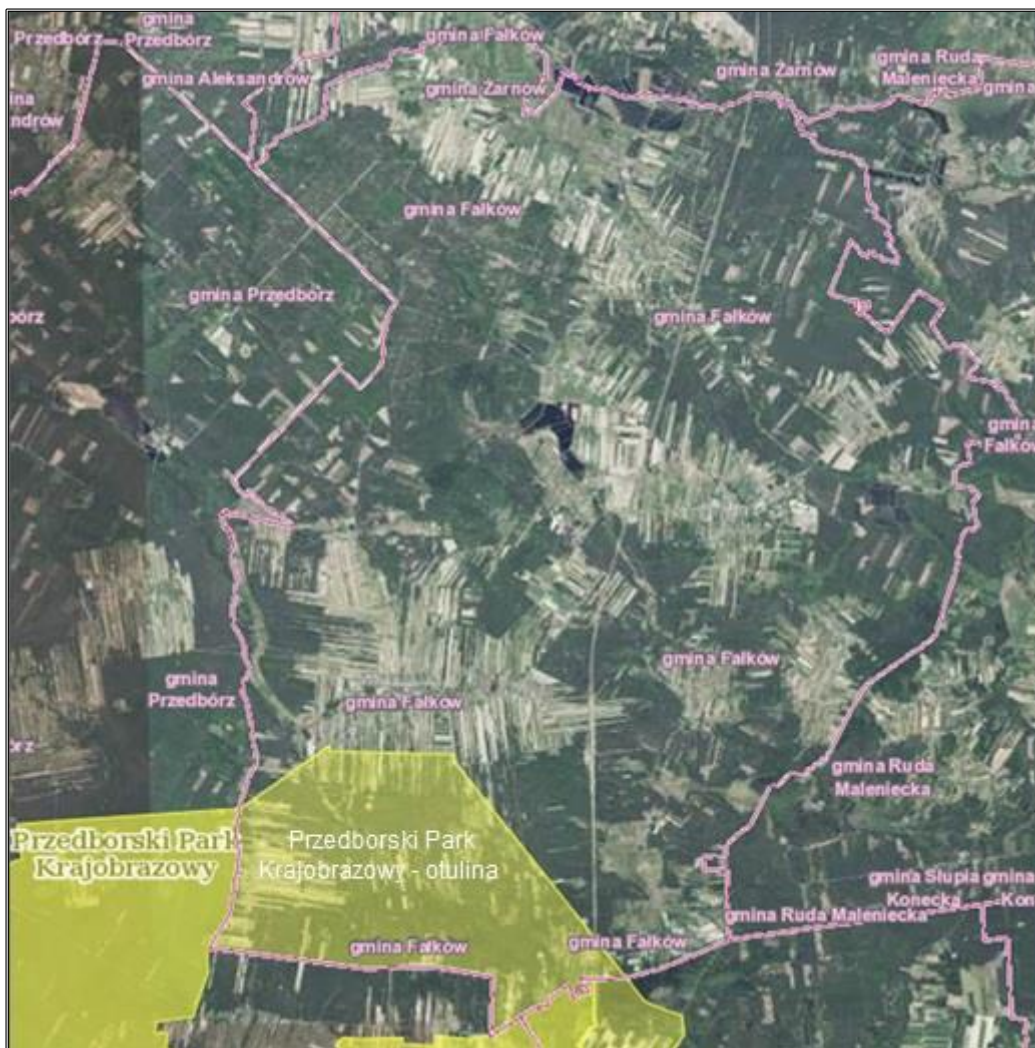 gmina
Przedbórz
Przedbórz
gmina Fałków
gmina Ruda
Maleniecka
gmina Aleksandrów
gmina Żarnów
gmina Żarnów
gmina Fałków
gmina Przedbórz
gmina Fałków
gmina
Fałków
gmina Fałków
gmina
Przedbórz
gmina Fałków
gmina Ruda
Maleniecka
Przedborski Park
Krajobrazowy
Przedborski Park
Krajobrazowy - otulina
gmina Słupia
Konecka
gmina
gmina Ruda Maleniecka
gmina Fałków
gmina Fałków